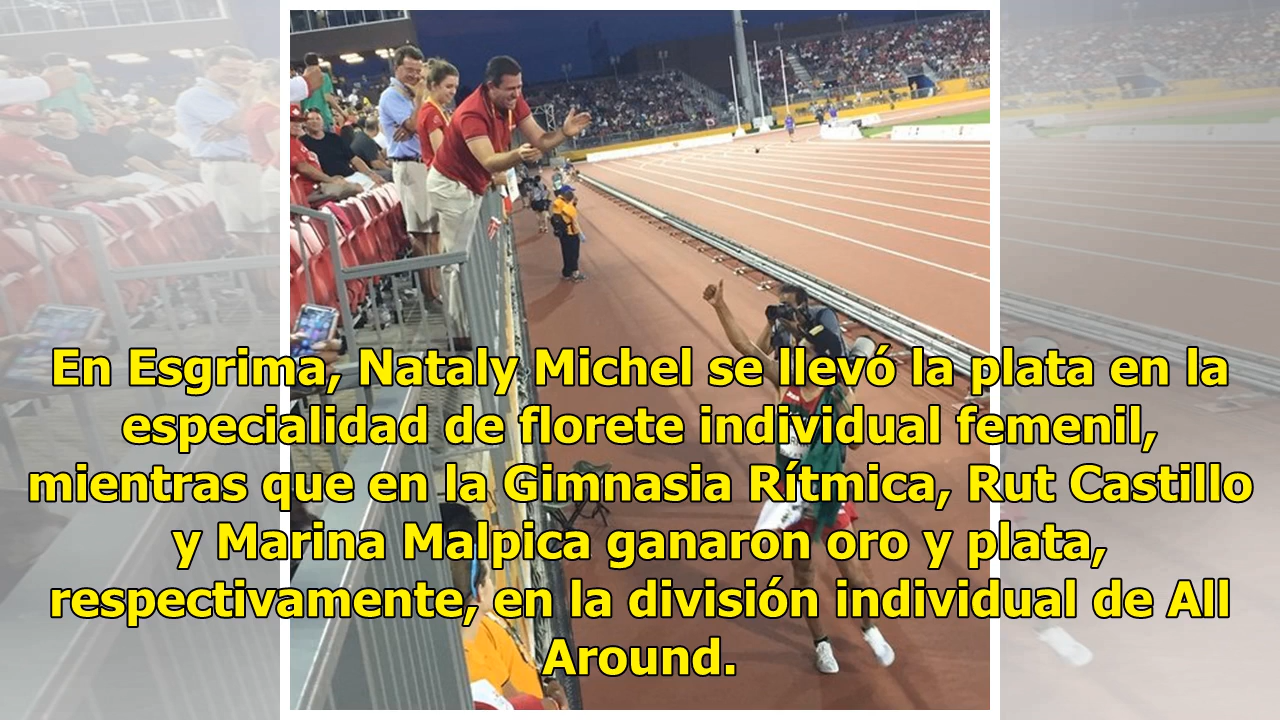 En Esgrima, Nataly Michel se llevó la plata en la
especialidad de florete individual femenil,
mientras que en la Gimnasia Rítmica, Rut Castillo
y Marina Malpica ganaron oro y plata,
respectivamente, en la división individual de All
Around.